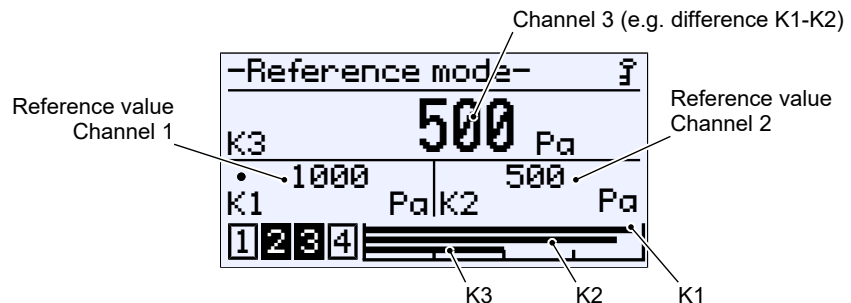 Channel 3 (e.g. difference K1-K2)
-Reference mode-
Reference value
Channel 1
Reference value
Channel 2
K3 500 Pa
1000 500
K1 Pa K2 Pa
1 2 3 4
K3 K2 K1